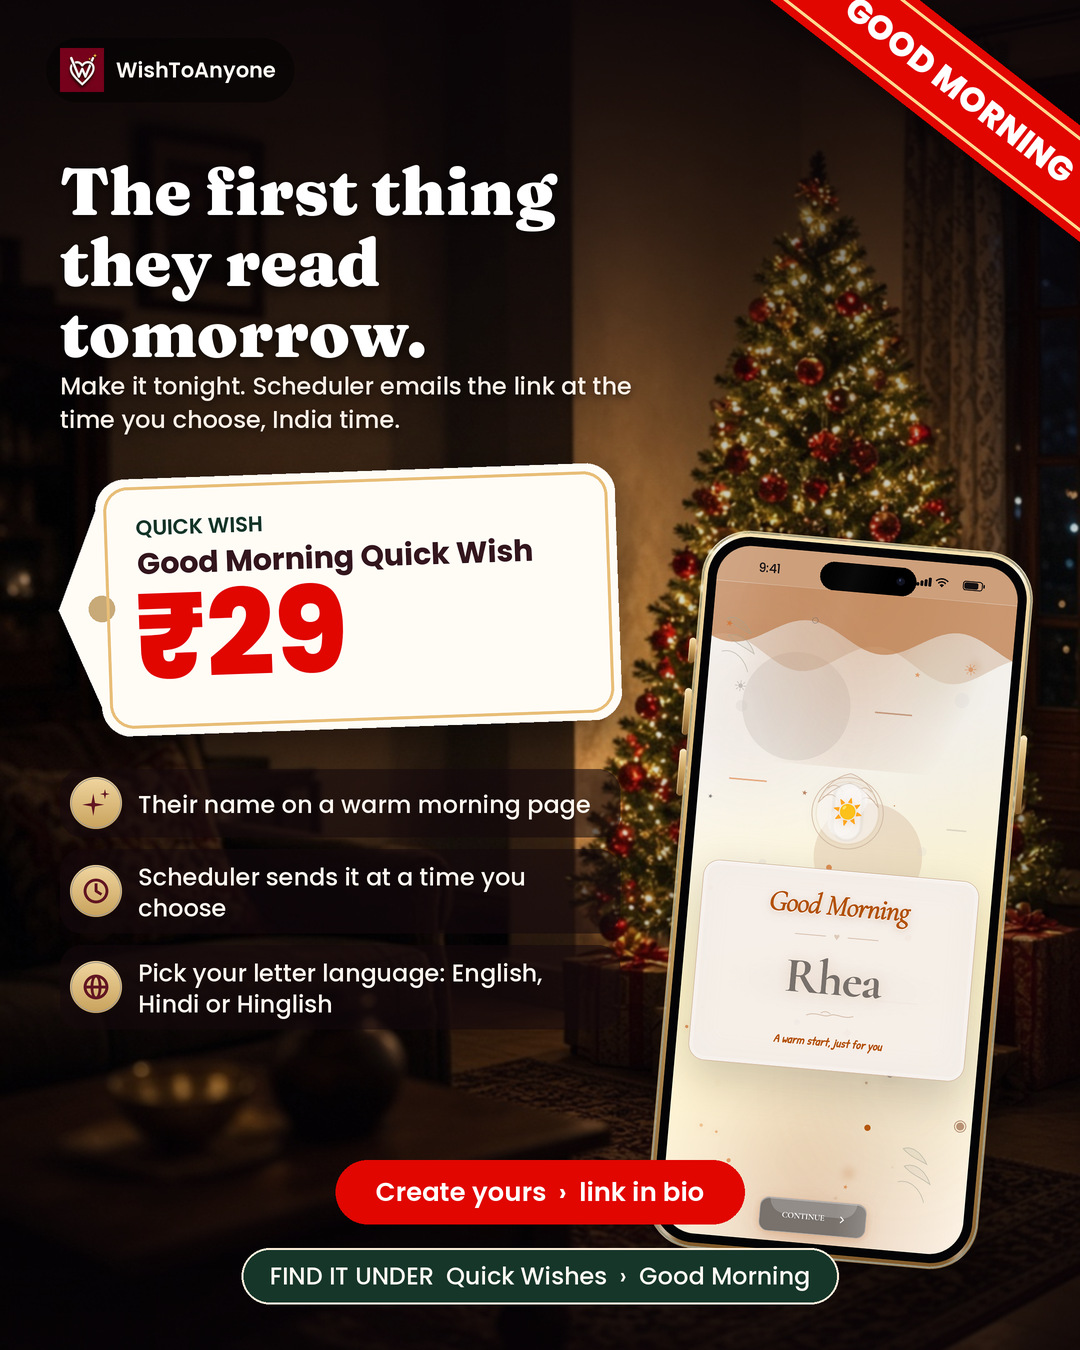 WishToAnyone
GOOD MORNING
The first thing
they read
tomorrow.
Make it tonight. Scheduler emails the link at the
time you choose, India time.
QUICK WISH
Good Morning Quick Wish
₹29
Their name on a warm morning page
Scheduler sends it at a time you
choose
Pick your letter language: English,
Hindi or Hinglish
9:41
Good Morning
Rhea
A warm start, just for you
CONTINUE ›
Create yours › link in bio
FIND IT UNDER Quick Wishes › Good Morning